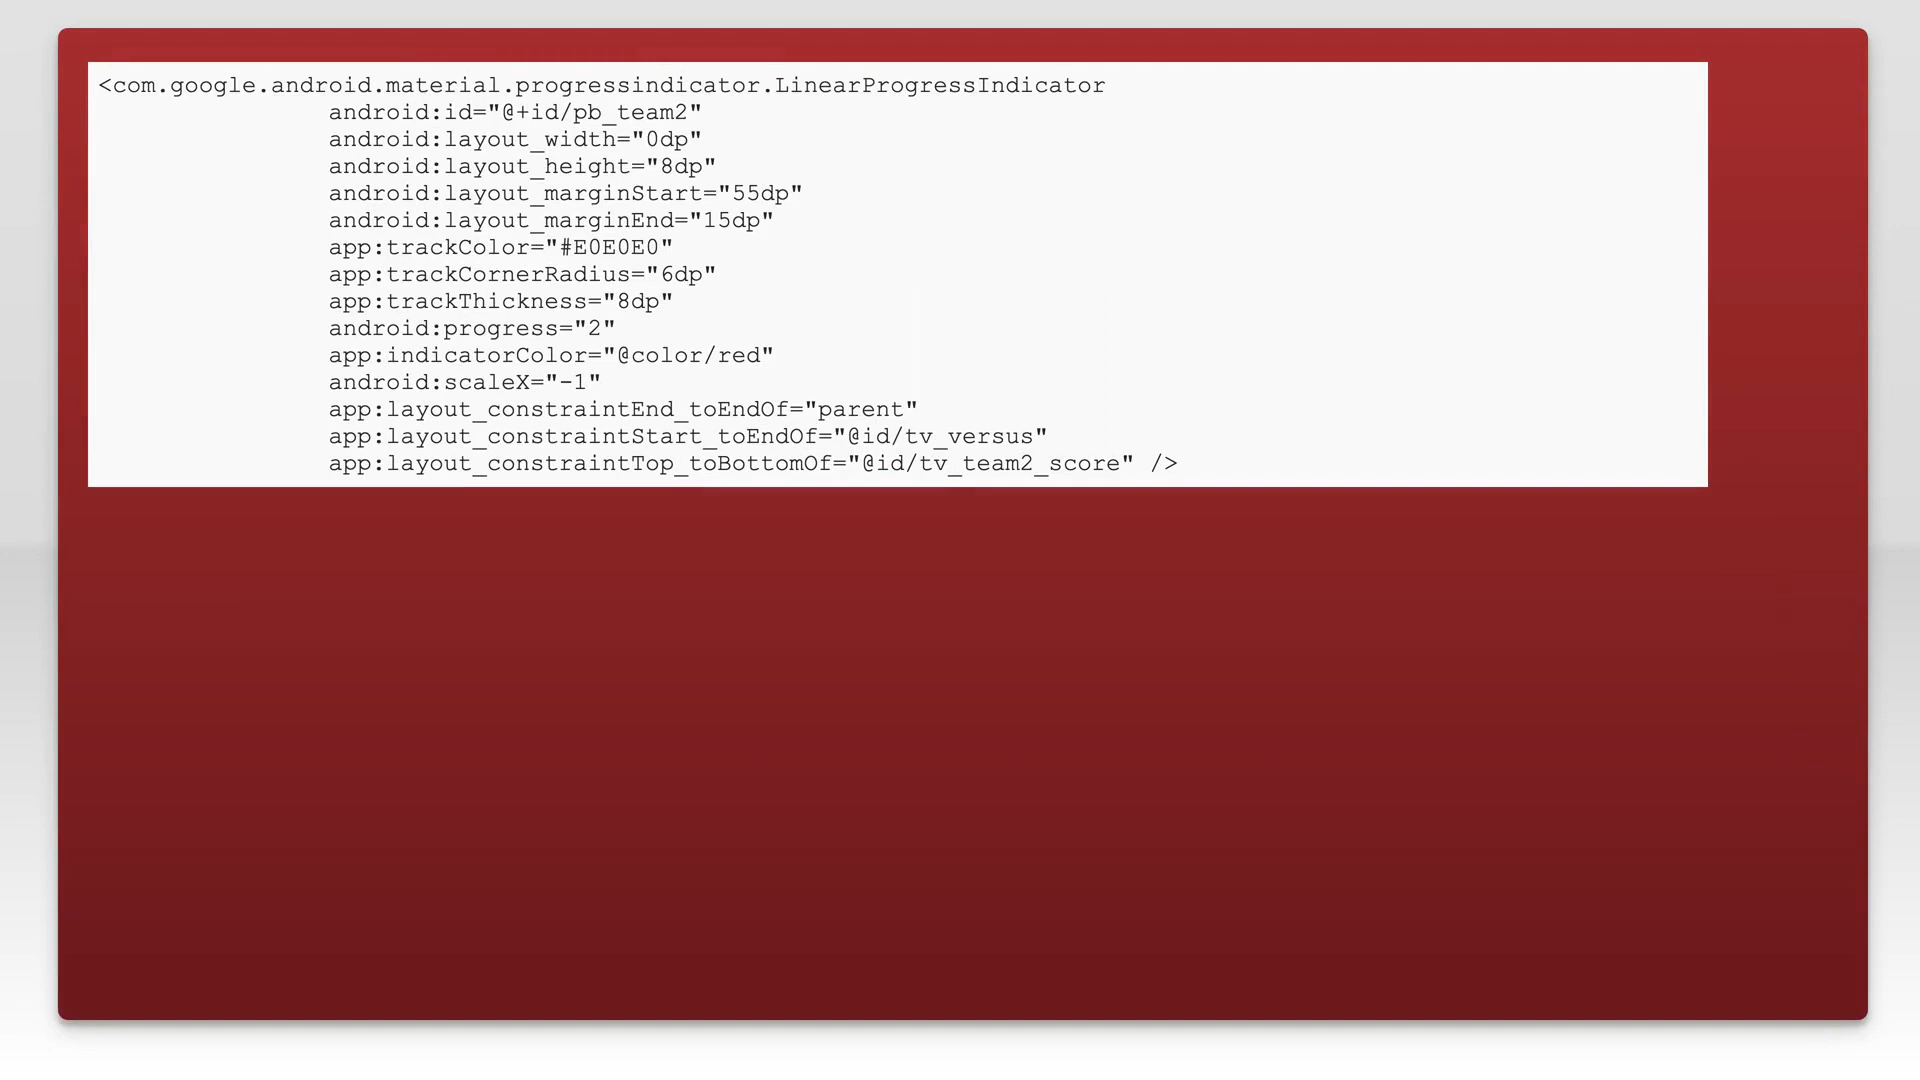 <com.google.android.material.progressindicator.LinearProgressIndicator
android:id="@+id/pb_team2"
android:layout_width="0dp"
android:layout_height="8dp"
android:layout_marginStart="55dp"
android:layout_marginEnd="15dp"
app:trackColor="#E0E0E0"
app:trackCornerRadius="6dp"
app:trackThickness="8dp"
android:progress="2"
app:indicatorColor="@color/red"
android:scaleX="-1"
app:layout_constraintEnd_toEndOf="parent"
app:layout_constraintStart_toEndOf="@id/tv_versus"
app:layout_constraintTop_toBottomOf="@id/tv_team2_score" />